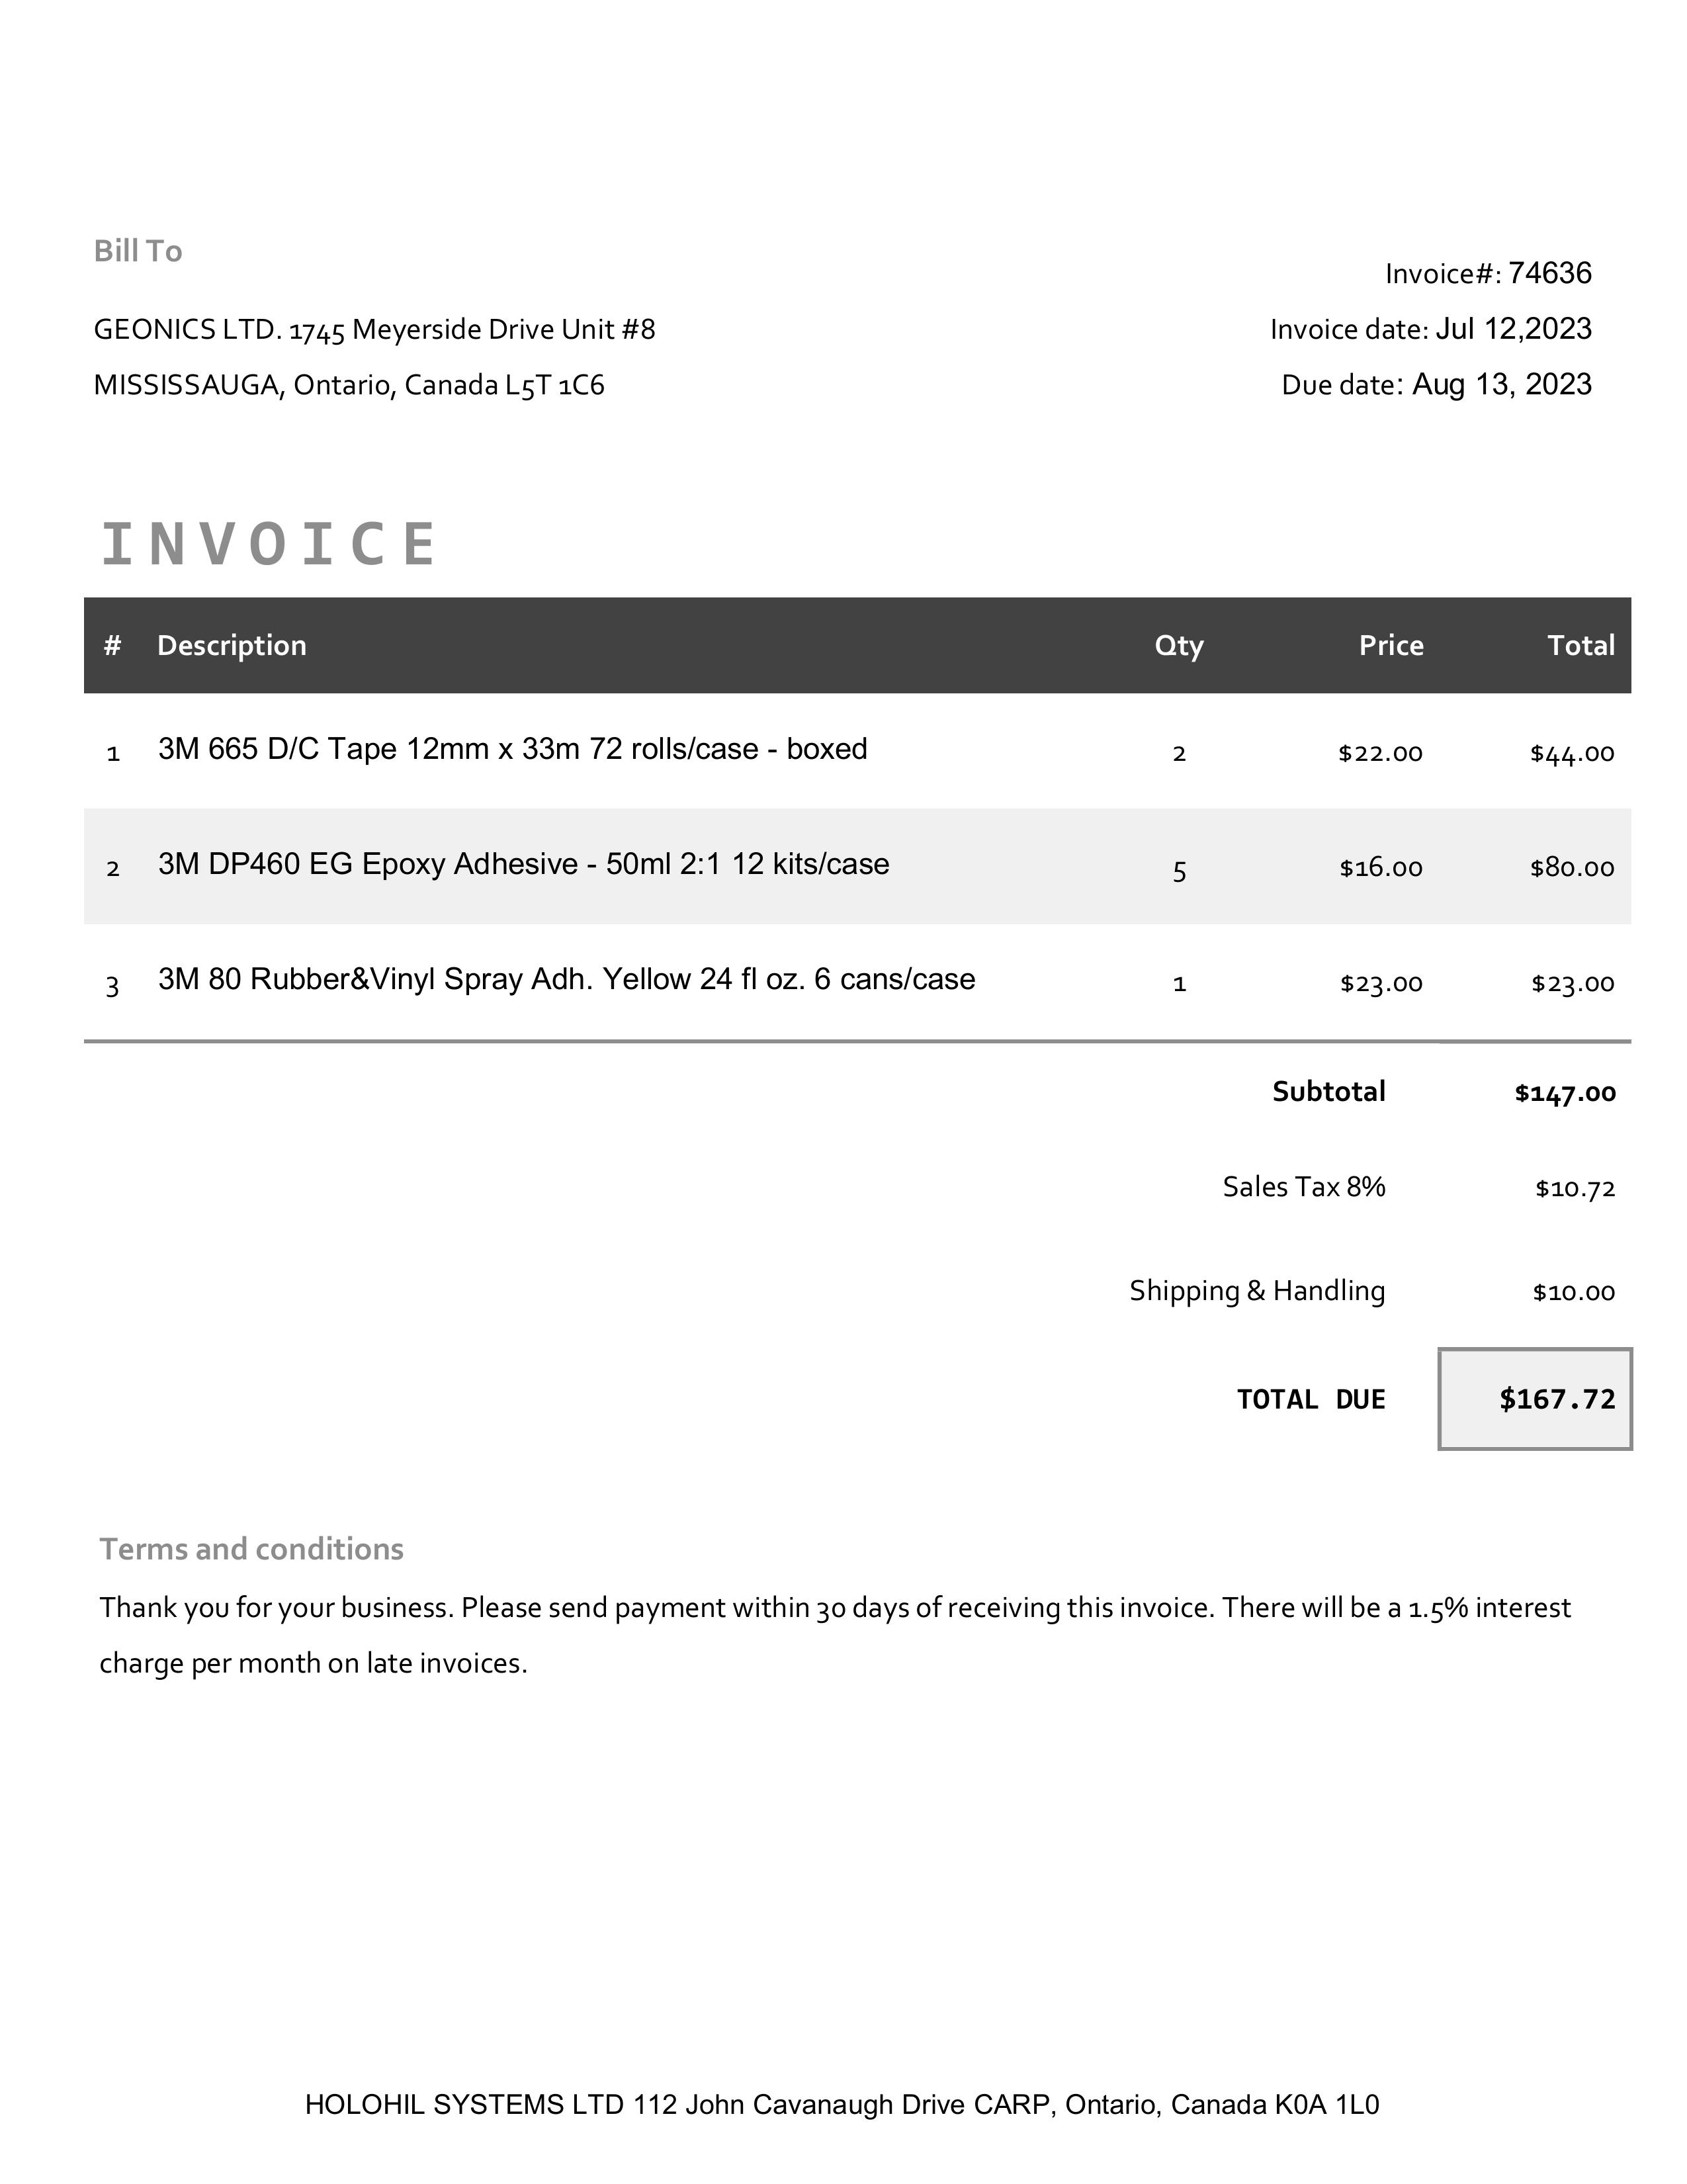 Bill To
GEONICS LTD. 1745 Meyerside Drive Unit #8
MISSISSAUGA, Ontario, Canada L5T 1C6
Invoice#: 74636
Invoice date: Jul 12,2023
Due date: Aug 13, 2023
INVOICE
# Description Qty Price Total
1 3M 665 D/C Tape 12mm x 33m 72 rolls/case - boxed 2 $22.00 $44.00
2 3M DP460 EG Epoxy Adhesive - 50ml 2:1 12 kits/case 5 $16.00 $80.00
3 3M 80 Rubber&Vinyl Spray Adh. Yellow 24 fl oz. 6 cans/case 1 $23.00 $23.00
Subtotal $147.00
Sales Tax 8% $10.72
Shipping & Handling $10.00
TOTAL DUE $167.72
Terms and conditions
Thank you for your business. Please send payment within 30 days of receiving this invoice. There will be a 1.5% interest
charge per month on late invoices.
HOLOHIL SYSTEMS LTD 112 John Cavanaugh Drive CARP, Ontario, Canada K0A 1L0